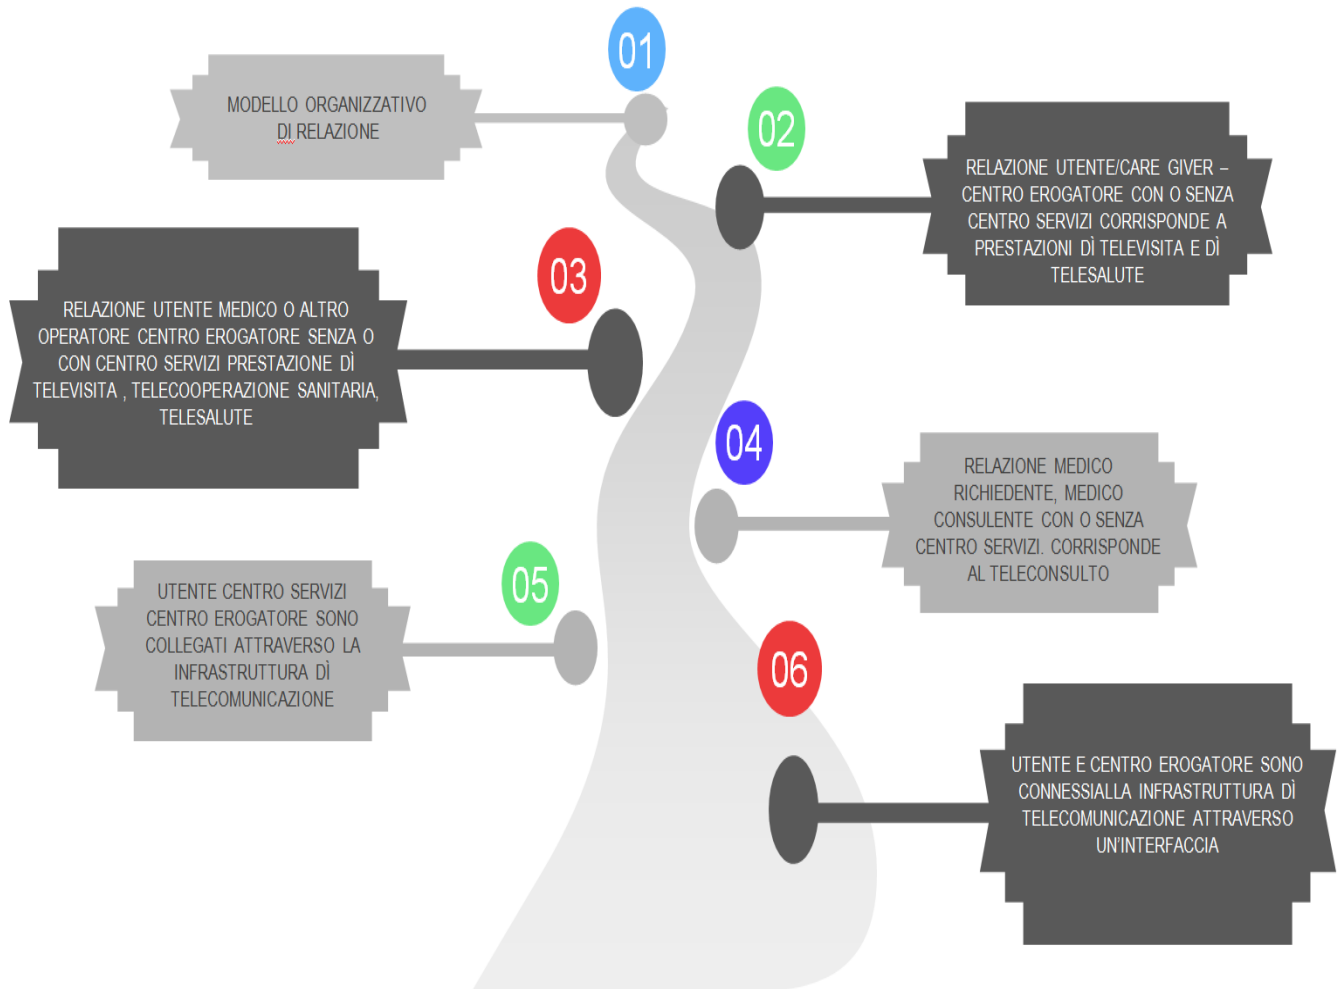 01
MODELLO ORGANIZZATIVO
DI RELAZIONE
02
RELAZIONE UTENTE/CARE GIVER –
CENTRO EROGATORE CON O SENZA
CENTRO SERVIZI CORRISPONDE A
PRESTAZIONI DÌ TELEVISITA E DÌ
TELESALUTE
03
RELAZIONE UTENTE MEDICO O ALTRO
OPERATORE CENTRO EROGATORE SENZA O
CON CENTRO SERVIZI PRESTAZIONE DÌ
TELEVISITA , TELECOOPERAZIONE SANITARIA,
TELESALUTE
04
RELAZIONE MEDICO
RICHIEDENTE, MEDICO
CONSULENTE CON O SENZA
CENTRO SERVIZI. CORRISPONDE
AL TELECONSULTO
05
UTENTE CENTRO SERVIZI
CENTRO EROGATORE SONO
COLLEGATI ATTRAVERSO LA
INFRASTRUTTURA DÌ
TELECOMUNICAZIONE
06
UTENTE E CENTRO EROGATORE SONO
CONNESSIALLA INFRASTRUTTURA DÌ
TELECOMUNICAZIONE ATTRAVERSO
UN'INTERFACCIA